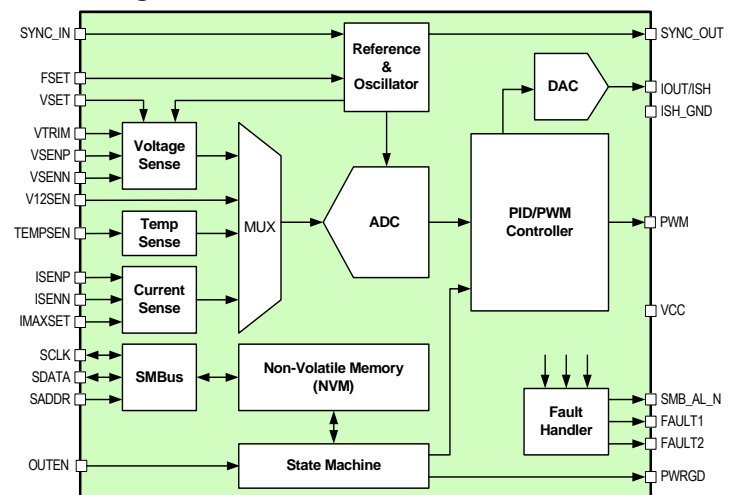 SYNC_IN
FSET
VSET
VTRIM
VSENP
VSENN
V12SEN
TEMPSEN
ISENP
ISENN
IMAXSET
SCLK
SDATA
SADDR
OUTEN
Reference
&
Oscillator
Voltage
Sense
Temp
Sense
Current
Sense
SMBus
MUX
ADC
Non-Volatile Memory
(NVM)
State Machine
DAC
PID/PWM
Controller
Fault
Handler
SYNC_OUT
IOUT/ISH
ISH_GND
PWM
VCC
SMB_AL_N
FAULT1
FAULT2
PWRGD